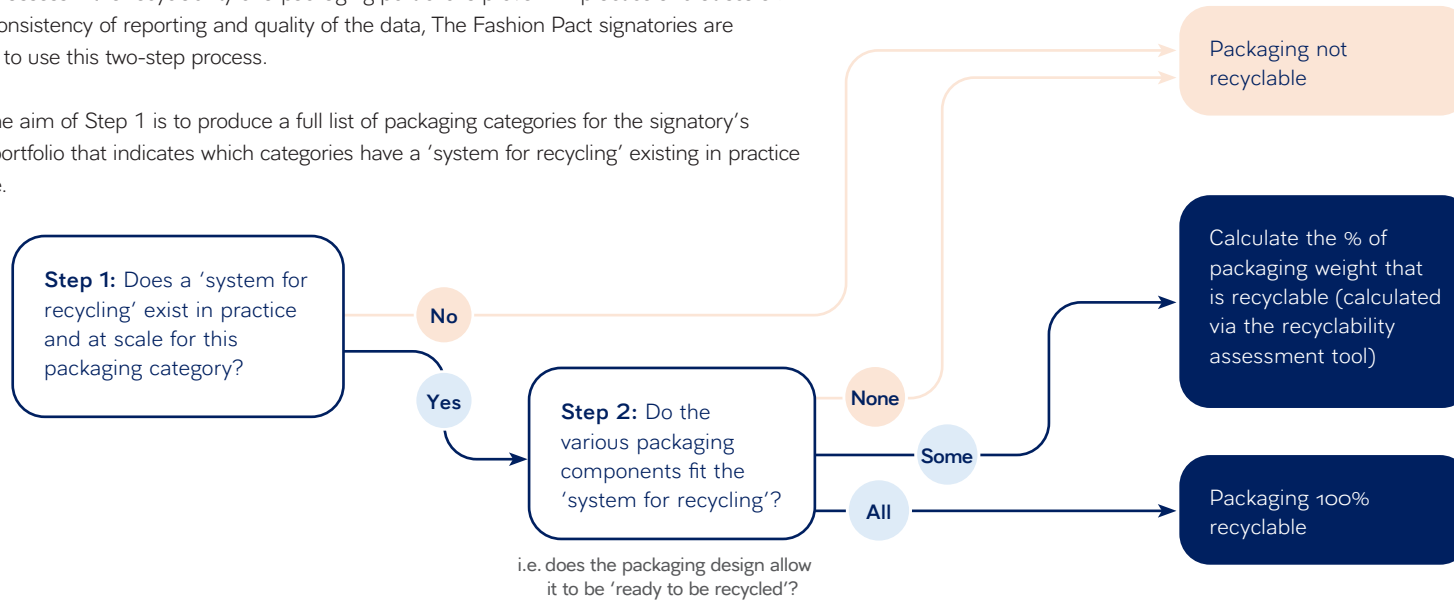 onsistency of reporting and quality of the data, The Fashion Pact signatories are
to use this two-step process.
he aim of Step 1 is to produce a full list of packaging categories for the signatory's
ortfolio that indicates which categories have a 'system for recycling' existing in practice
e.
Step 1: Does a 'system for
recycling' exist in practice
and at scale for this
packaging category?
No
Yes
Step 2: Do the
various packaging
components fit the
'system for recycling'?
i.e. does the packaging design allow
it to be 'ready to be recycled'?
None
Some
All
Packaging not
recyclable
Calculate the % of
packaging weight that
is recyclable (calculated
via the recyclability
assessment tool)
Packaging 100%
recyclable